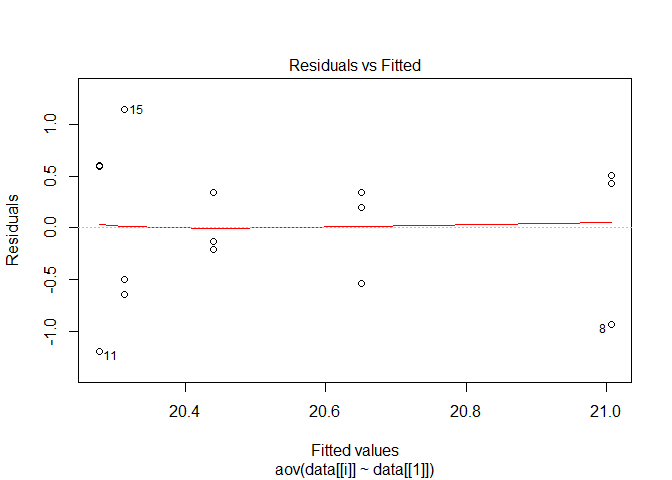 Residuals vs Fitted
Residuals
1.0
0.5
0.0
-0.5
-1.0
15
11
8
20.4 20.6 20.8 21.0
Fitted values
aov(data[[i]] ~ data[[1]])